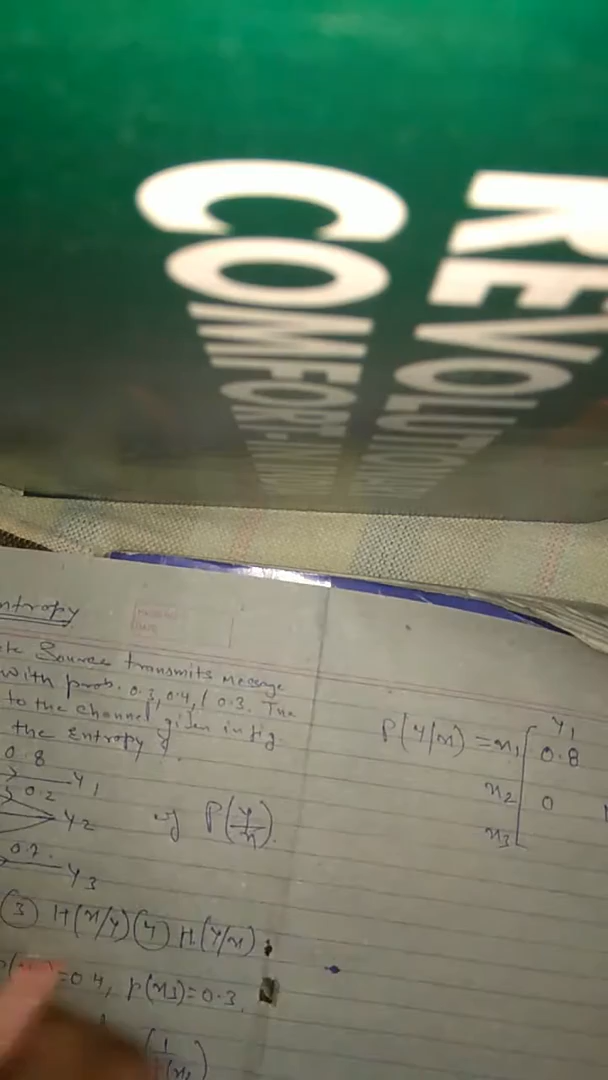 REVOLUTION
COMFORT
ntropy
te Source transmits message
with prob. 0.3, 0.4, / 0.3. The
to the channel given in fig.
the Entropy of
0.8
y1
0.2
y2
0.7
y3
P(y/x)
(3) H(x/y) (4) H(y/x)
=0.4, p(x3)=0.3
P(y/x) = x1 0.8
y1
x2 0
x3